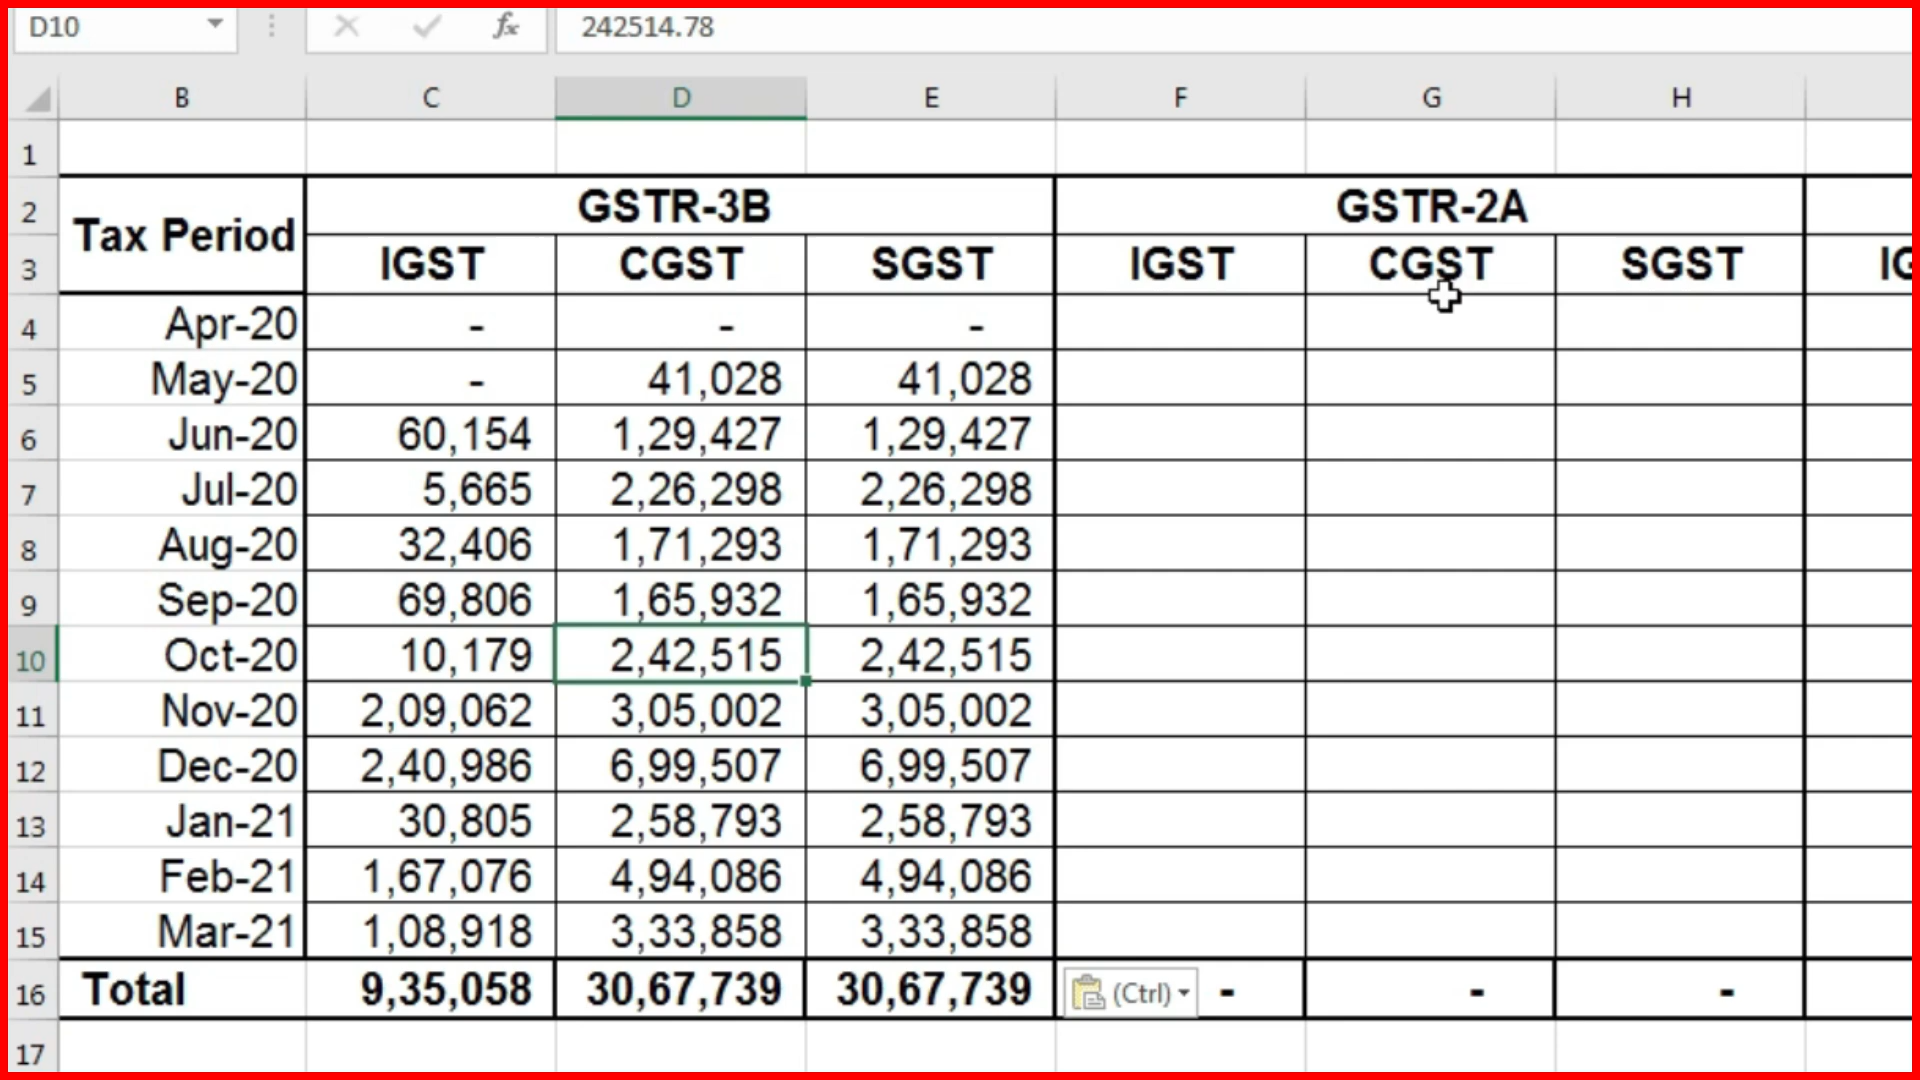 D10 fx 242514.78
B C D E F G H
1
2 Tax Period GSTR-3B GSTR-2A
3 IGST CGST SGST IGST CGST SGST
4 Apr-20 - - -
5 May-20 - 41,028 41,028
6 Jun-20 60,154 1,29,427 1,29,427
7 Jul-20 5,665 2,26,298 2,26,298
8 Aug-20 32,406 1,71,293 1,71,293
9 Sep-20 69,806 1,65,932 1,65,932
10 Oct-20 10,179 2,42,515 2,42,515
11 Nov-20 2,09,062 3,05,002 3,05,002
12 Dec-20 2,40,986 6,99,507 6,99,507
13 Jan-21 30,805 2,58,793 2,58,793
14 Feb-21 1,67,076 4,94,086 4,94,086
15 Mar-21 1,08,918 3,33,858 3,33,858
16 Total 9,35,058 30,67,739 30,67,739 (Ctrl) - - -
17